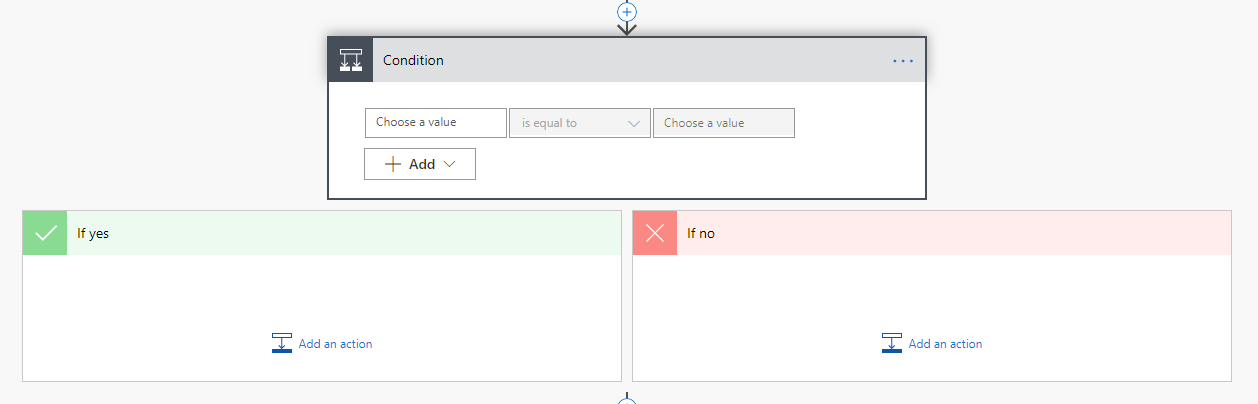 Condition
Choose a value
is equal to
Choose a value
Add
If yes
If no
Add an action
Add an action